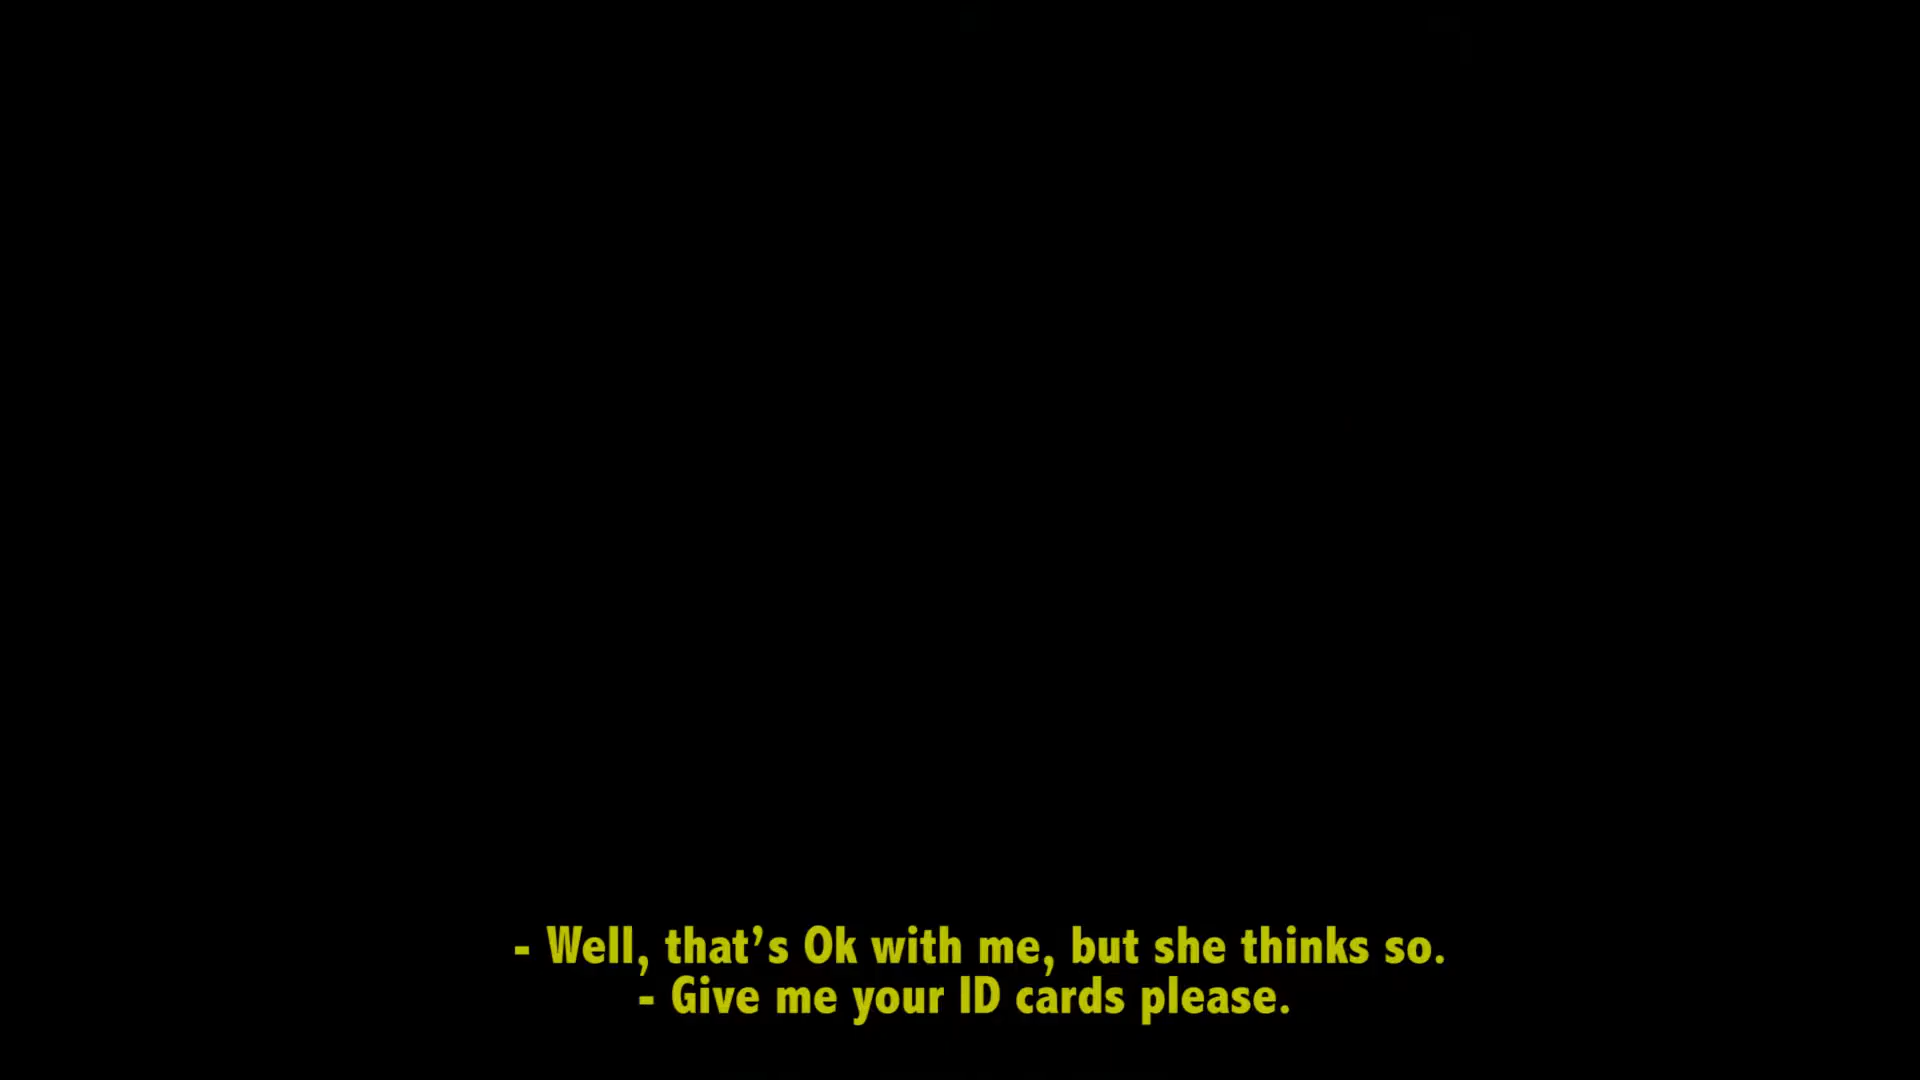 - Well, that’s Ok with me, but she thinks so.
- Give me your ID cards please.